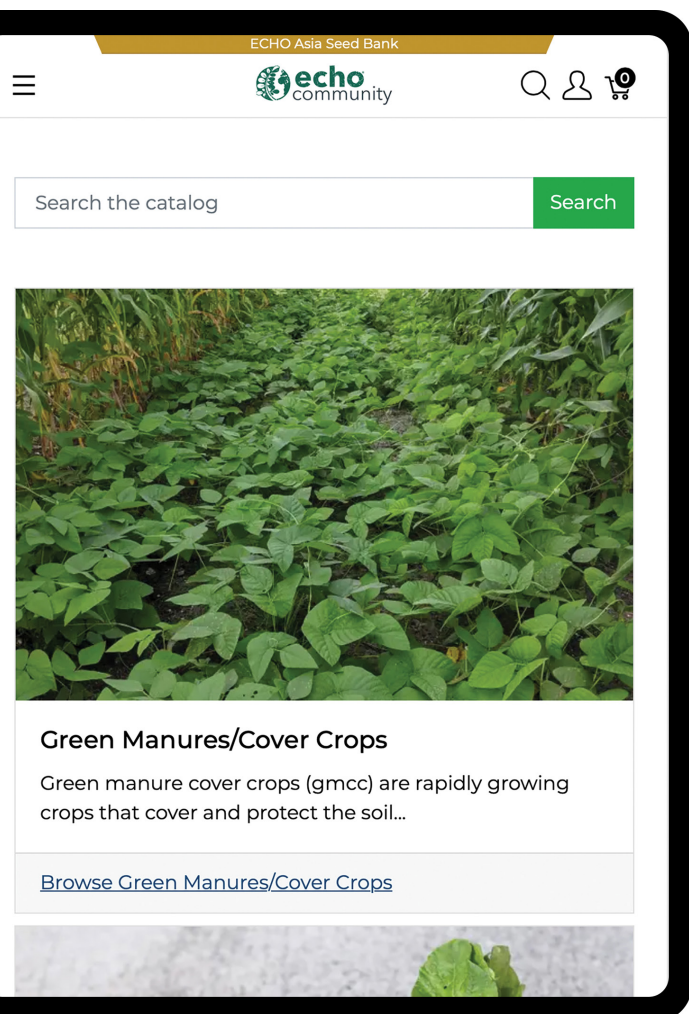 ECHO Asia Seed Bank
echo
community
0
Search the catalog
Search
Green Manures/Cover Crops
Green manure cover crops (gmcc) are rapidly growing
crops that cover and protect the soil...
Browse Green Manures/Cover Crops